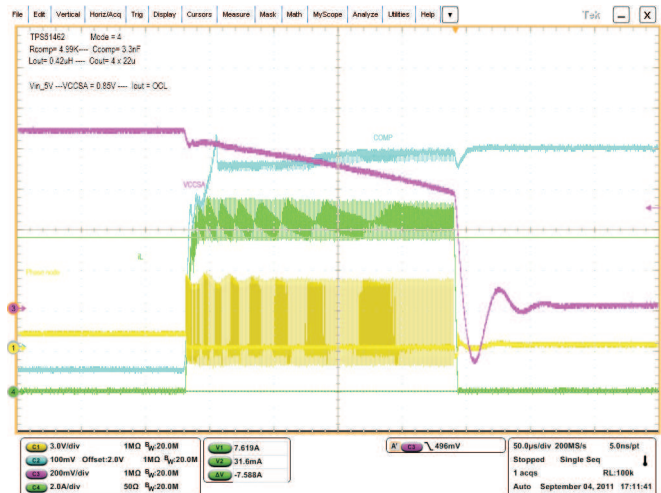 File Edit Vertical Horiz/Acq Trig Display Cursors Measure Mask Math MyScope Analyze Utilities Help Tek X
TPS51462 Mode = 4
Rcomp= 4.99K---- Ccomp= 3.3nF
Lout= 0.42uH ---- Cout= 4 x 22u
Vin_5V ---VCCSA = 0.85V ---- Iout = OCL
COMP
VCCSA
iL
Phase node
3
1
4
C1 3.0V/div 1MΩ BW:20.0M
C2 100mV Offset:2.0V 1MΩ BW:20.0M
C3 200mV/div 1MΩ BW:20.0M
C4 2.0A/div 50Ω BW:20.0M
V1 7.619A
V2 31.6mA
ΔV -7.588A
A' C3 496mV
50.0µs/div 200MS/s 5.0ns/pt
Stopped Single Seq
1 acqs RL:100k
Auto September 04, 2011 17:11:41